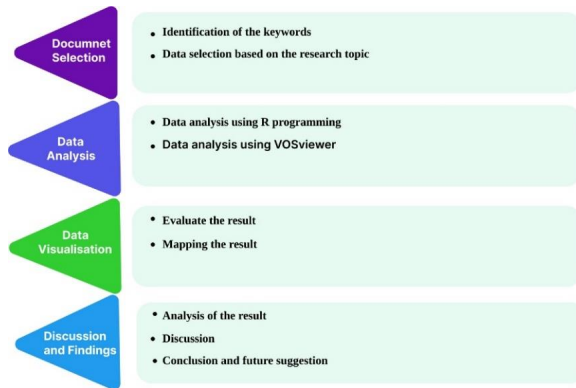 Documnet
Selection
• Identification of the keywords
• Data selection based on the research topic
Data
Analysis
• Data analysis using R programming
• Data analysis using VOSviewer
Data
Visualisation
• Evaluate the result
• Mapping the result
Discussion
and Findings
• Analysis of the result
• Discussion
• Conclusion and future suggestion